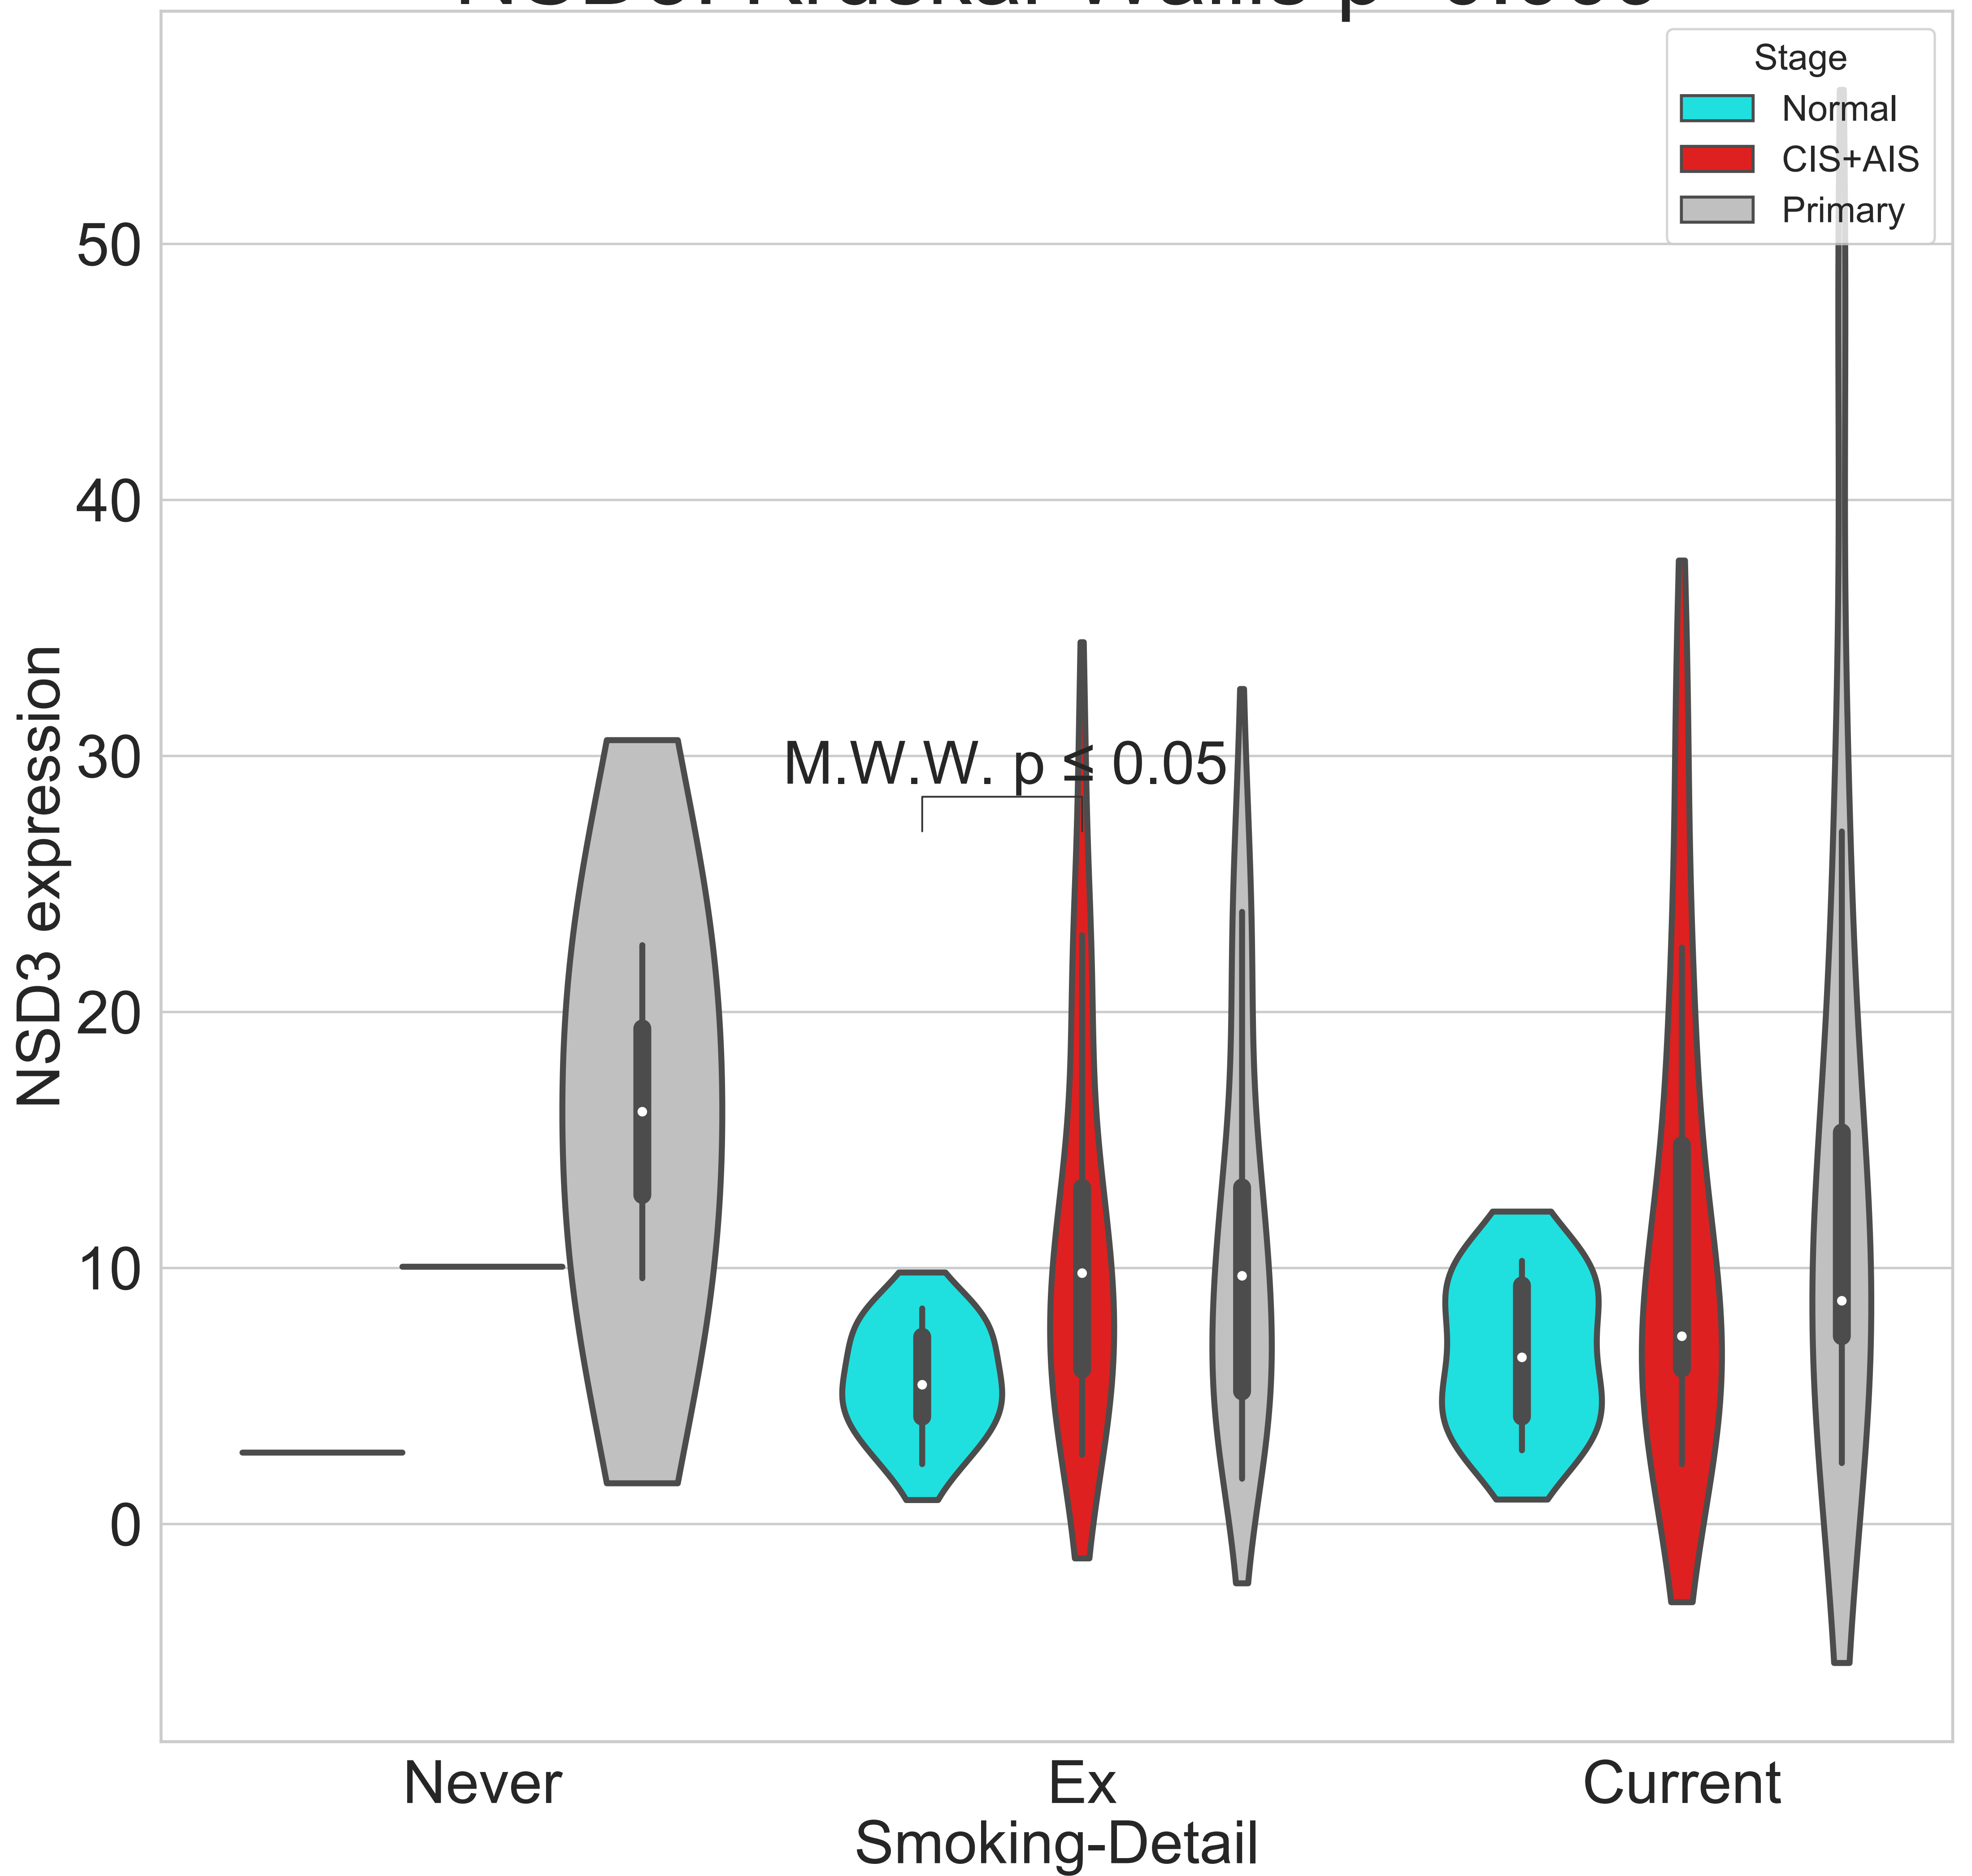 Stage
Normal
CIS+AIS
Primary
50
40
30
20
10
0
NSD3 expression
M.W.W. p ≤ 0.05
Never
Ex
Current
Smoking-Detail